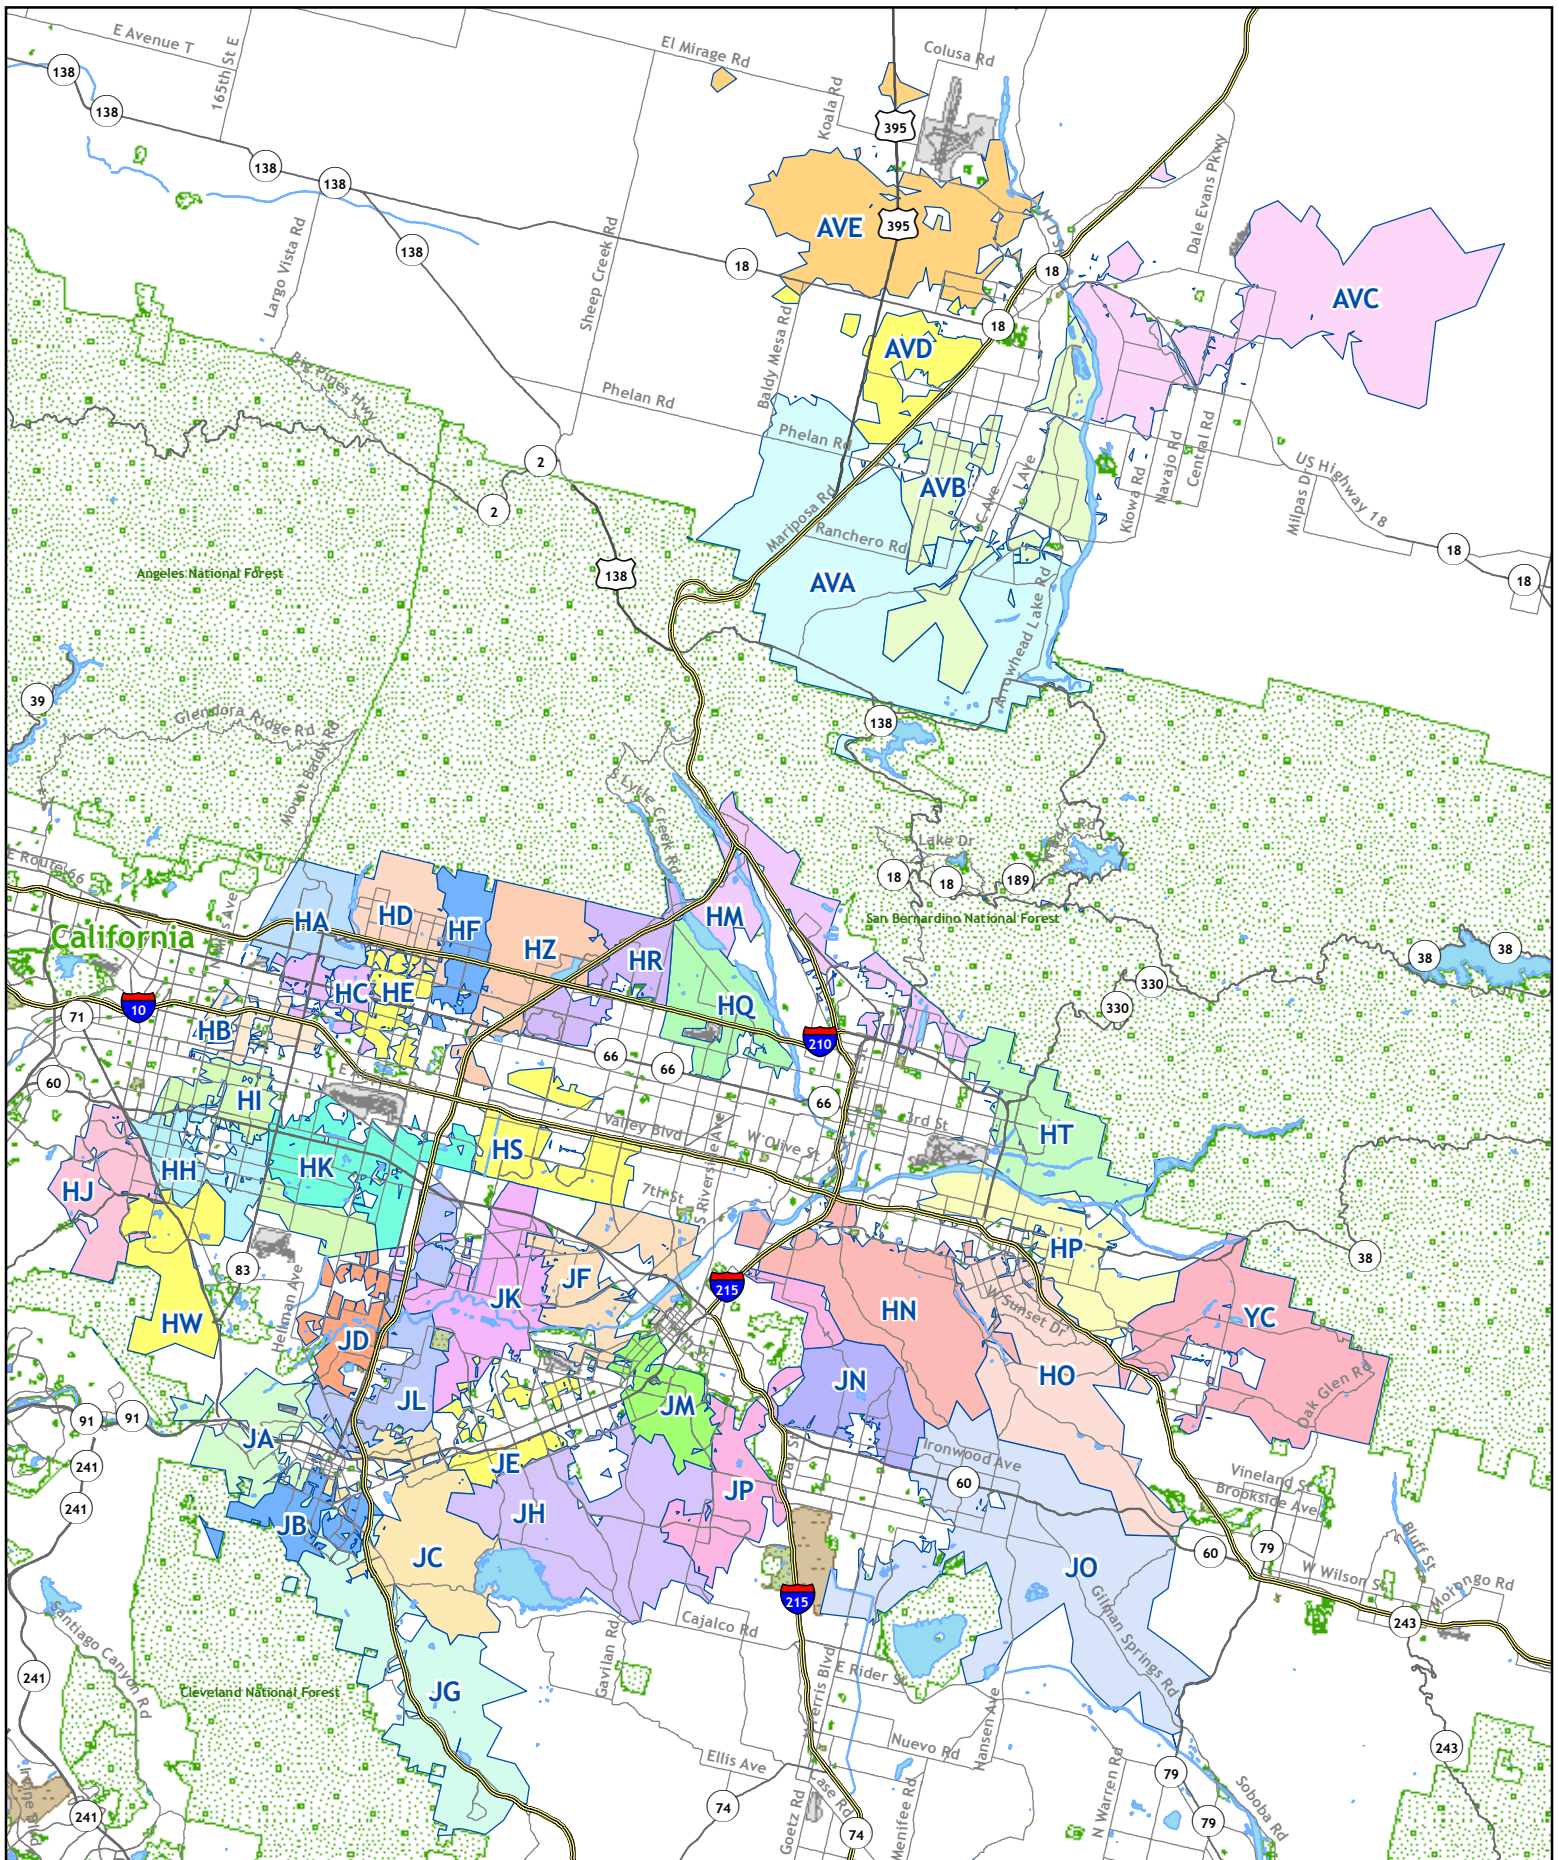 E Avenue T
165th St E
El Mirage Rd
Colusa Rd
138
138
Koala Rd
395
138
138
Dale Evans Pkwy
AVE
395
N D St
Largo Vista Rd
138
Sheep Creek Rd
18
18
AVC
Baldy Mesa Rd
18
AVD
Big Pines Hwy
Phelan Rd
Phelan Rd
2
2
AVB
I Ave
C Ave
Kiowa Rd
Navajo Rd
Central Rd
US Highway 18
Milpas Dr
18
18
Mariposa Rd
Ranchero Rd
Angeles National Forest
138
AVA
Arrowhead Lake Rd
39
Glendora Ridge Rd
Mount Baldy Rd
138
Lytle Creek Rd
Lake Dr
E Route 66
18
18
189
San Bernardino National Forest
California
HA
HD
HF
HZ
HR
HM
38
38
330
330
HC
HE
HQ
10
71
HB
210
60
66
66
66
HI
3rd St
Valley Blvd
W Olive St
S Riverside Ave
HT
HS
HK
HH
HJ
7th St
HP
38
83
Hellman Ave
JF
JK
215
HN
YC
HW
JD
W Sunset Dr
HO
JN
Oak Glen Rd
JL
JM
91
91
JA
241
JE
Day St
Ironwood Ave
60
JP
Vineland St
Brookside Ave
241
JB
JH
JC
60
79
JO
Bluff St
W Wilson St
Morongo Rd
243
215
Gilman Springs Rd
Santiago Canyon Rd
Cajalco Rd
Gavilan Rd
E Rider St
N Perris Blvd
241
Cleveland National Forest
JG
Hansen Ave
Nuevo Rd
243
Ellis Ave
79
N Warren Rd
Soboba Rd
241
74
Goetz Rd
Case Rd
74
Menifee Rd
79